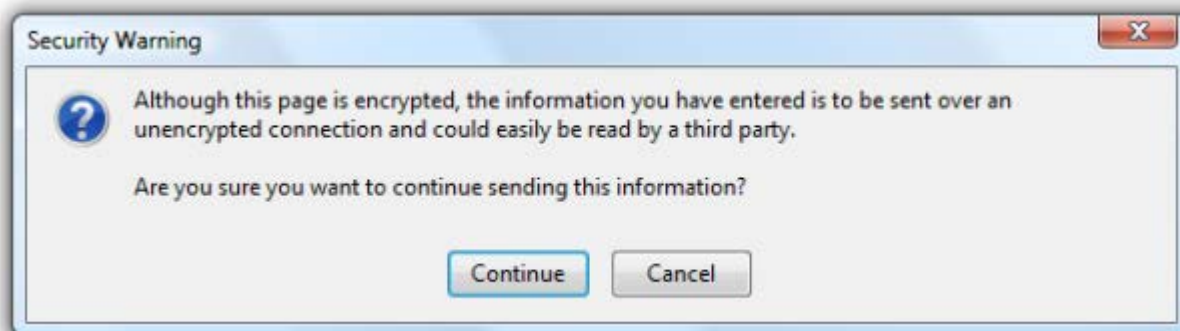 Security Warning
Although this page is encrypted, the information you have entered is to be sent over an
unencrypted connection and could easily be read by a third party.
Are you sure you want to continue sending this information?
Continue Cancel